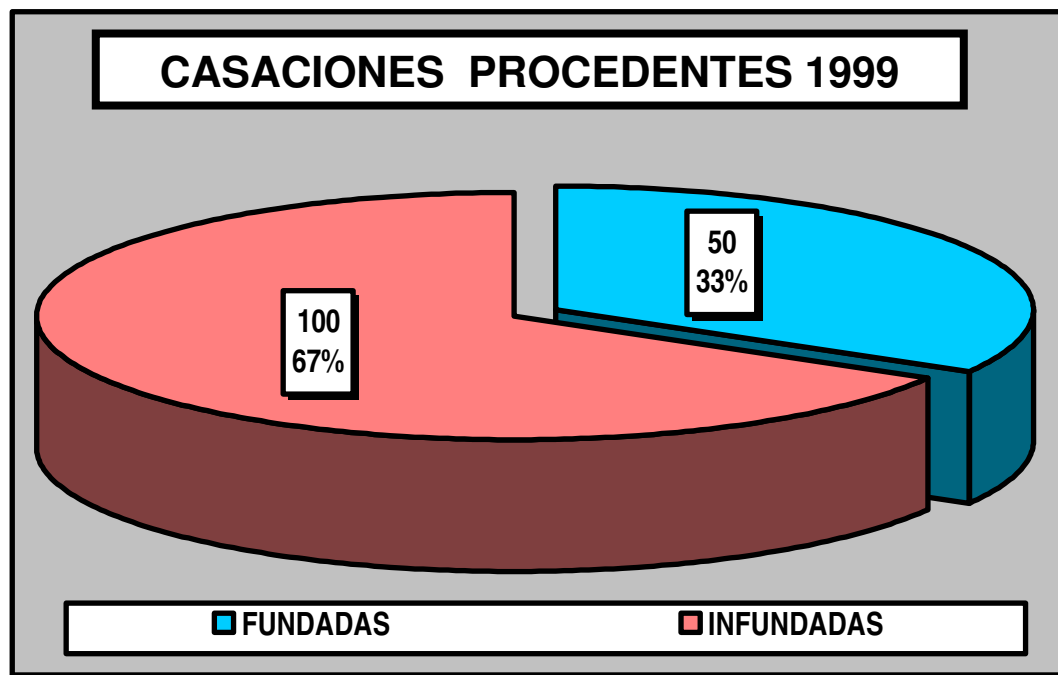 CASACIONES PROCEDENTES 1999
50
33%
100
67%
FUNDADAS
INFUNDADAS